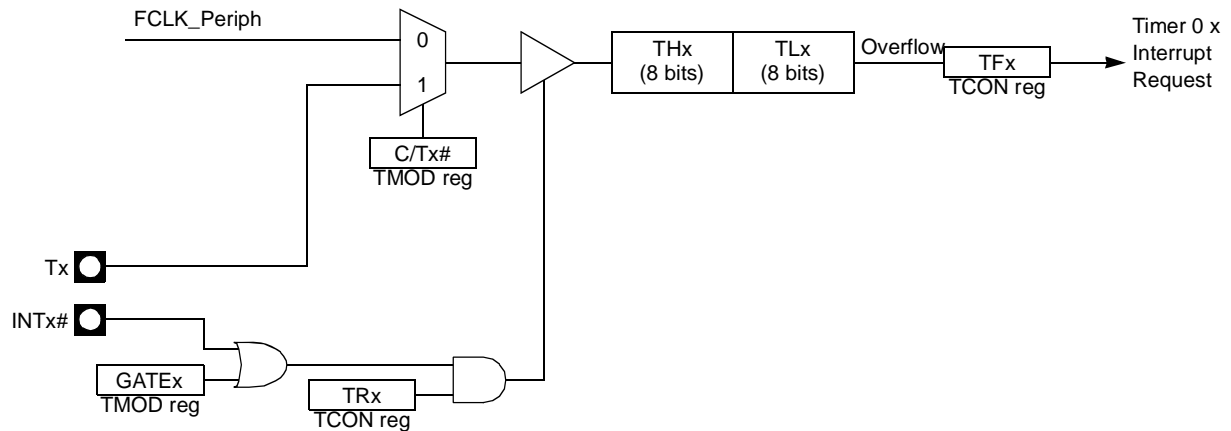 FCLK_Periph
0
1
THx
(8 bits)
TLx
(8 bits)
Overflow
TFx
TCON reg
Timer 0 x
Interrupt
Request
C/Tx#
TMOD reg
Tx
INTx#
GATEx
TMOD reg
TRx
TCON reg